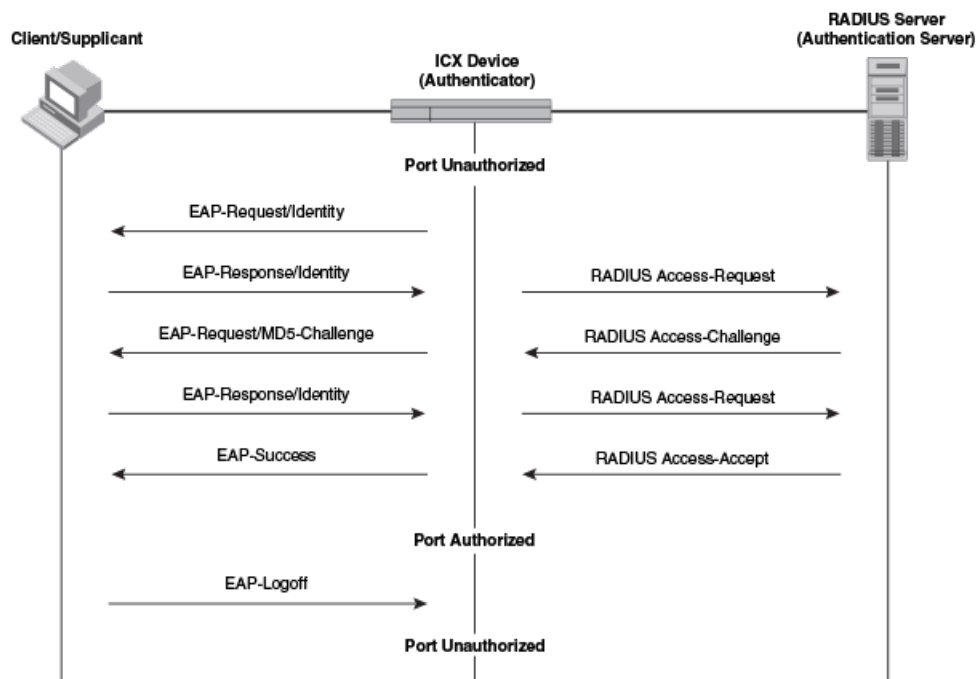 Client/Supplicant
ICX Device
(Authenticator)
RADIUS Server
(Authentication Server)
Port Unauthorized
EAP-Request/Identity
EAP-Response/Identity
RADIUS Access-Request
EAP-Request/MD5-Challenge
RADIUS Access-Challenge
EAP-Response/Identity
RADIUS Access-Request
EAP-Success
RADIUS Access-Accept
Port Authorized
EAP-Logoff
Port Unauthorized